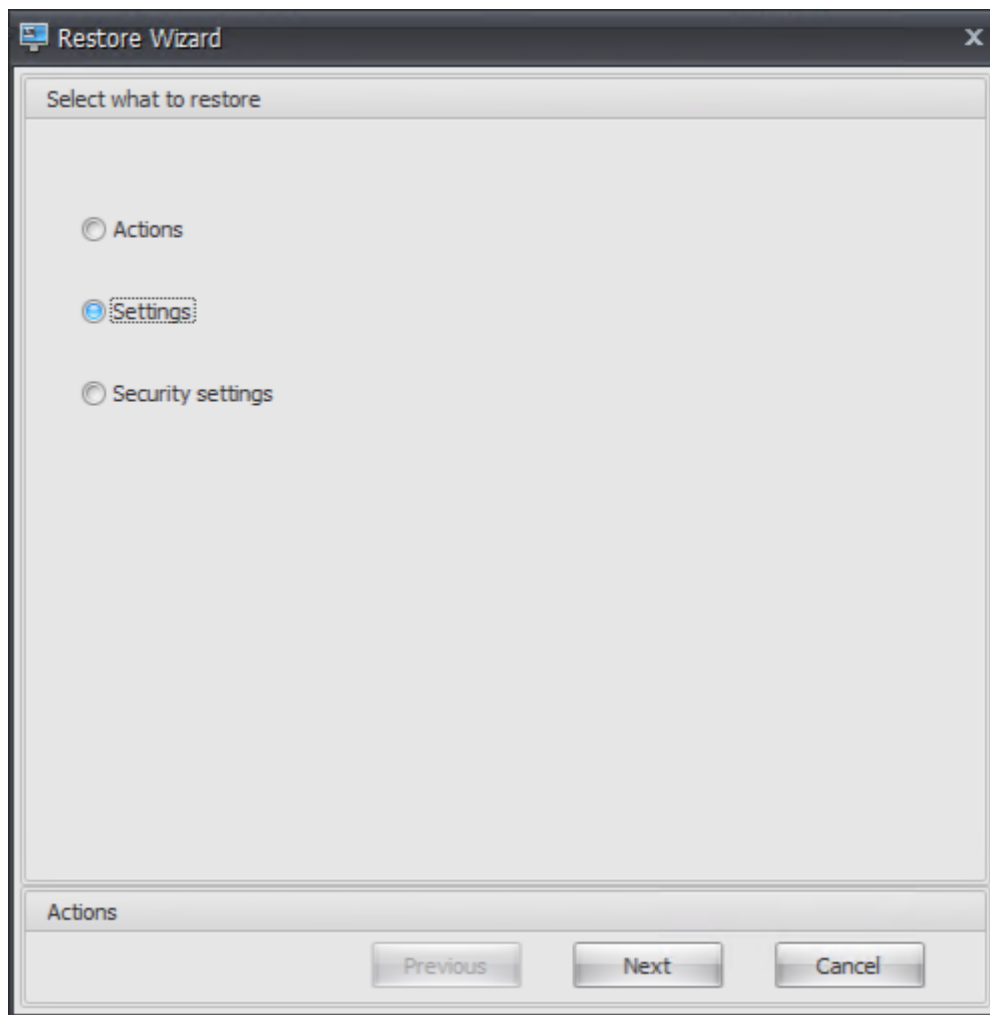 Restore Wizard
Select what to restore
Actions
Settings
Security settings
Actions
Previous Next Cancel